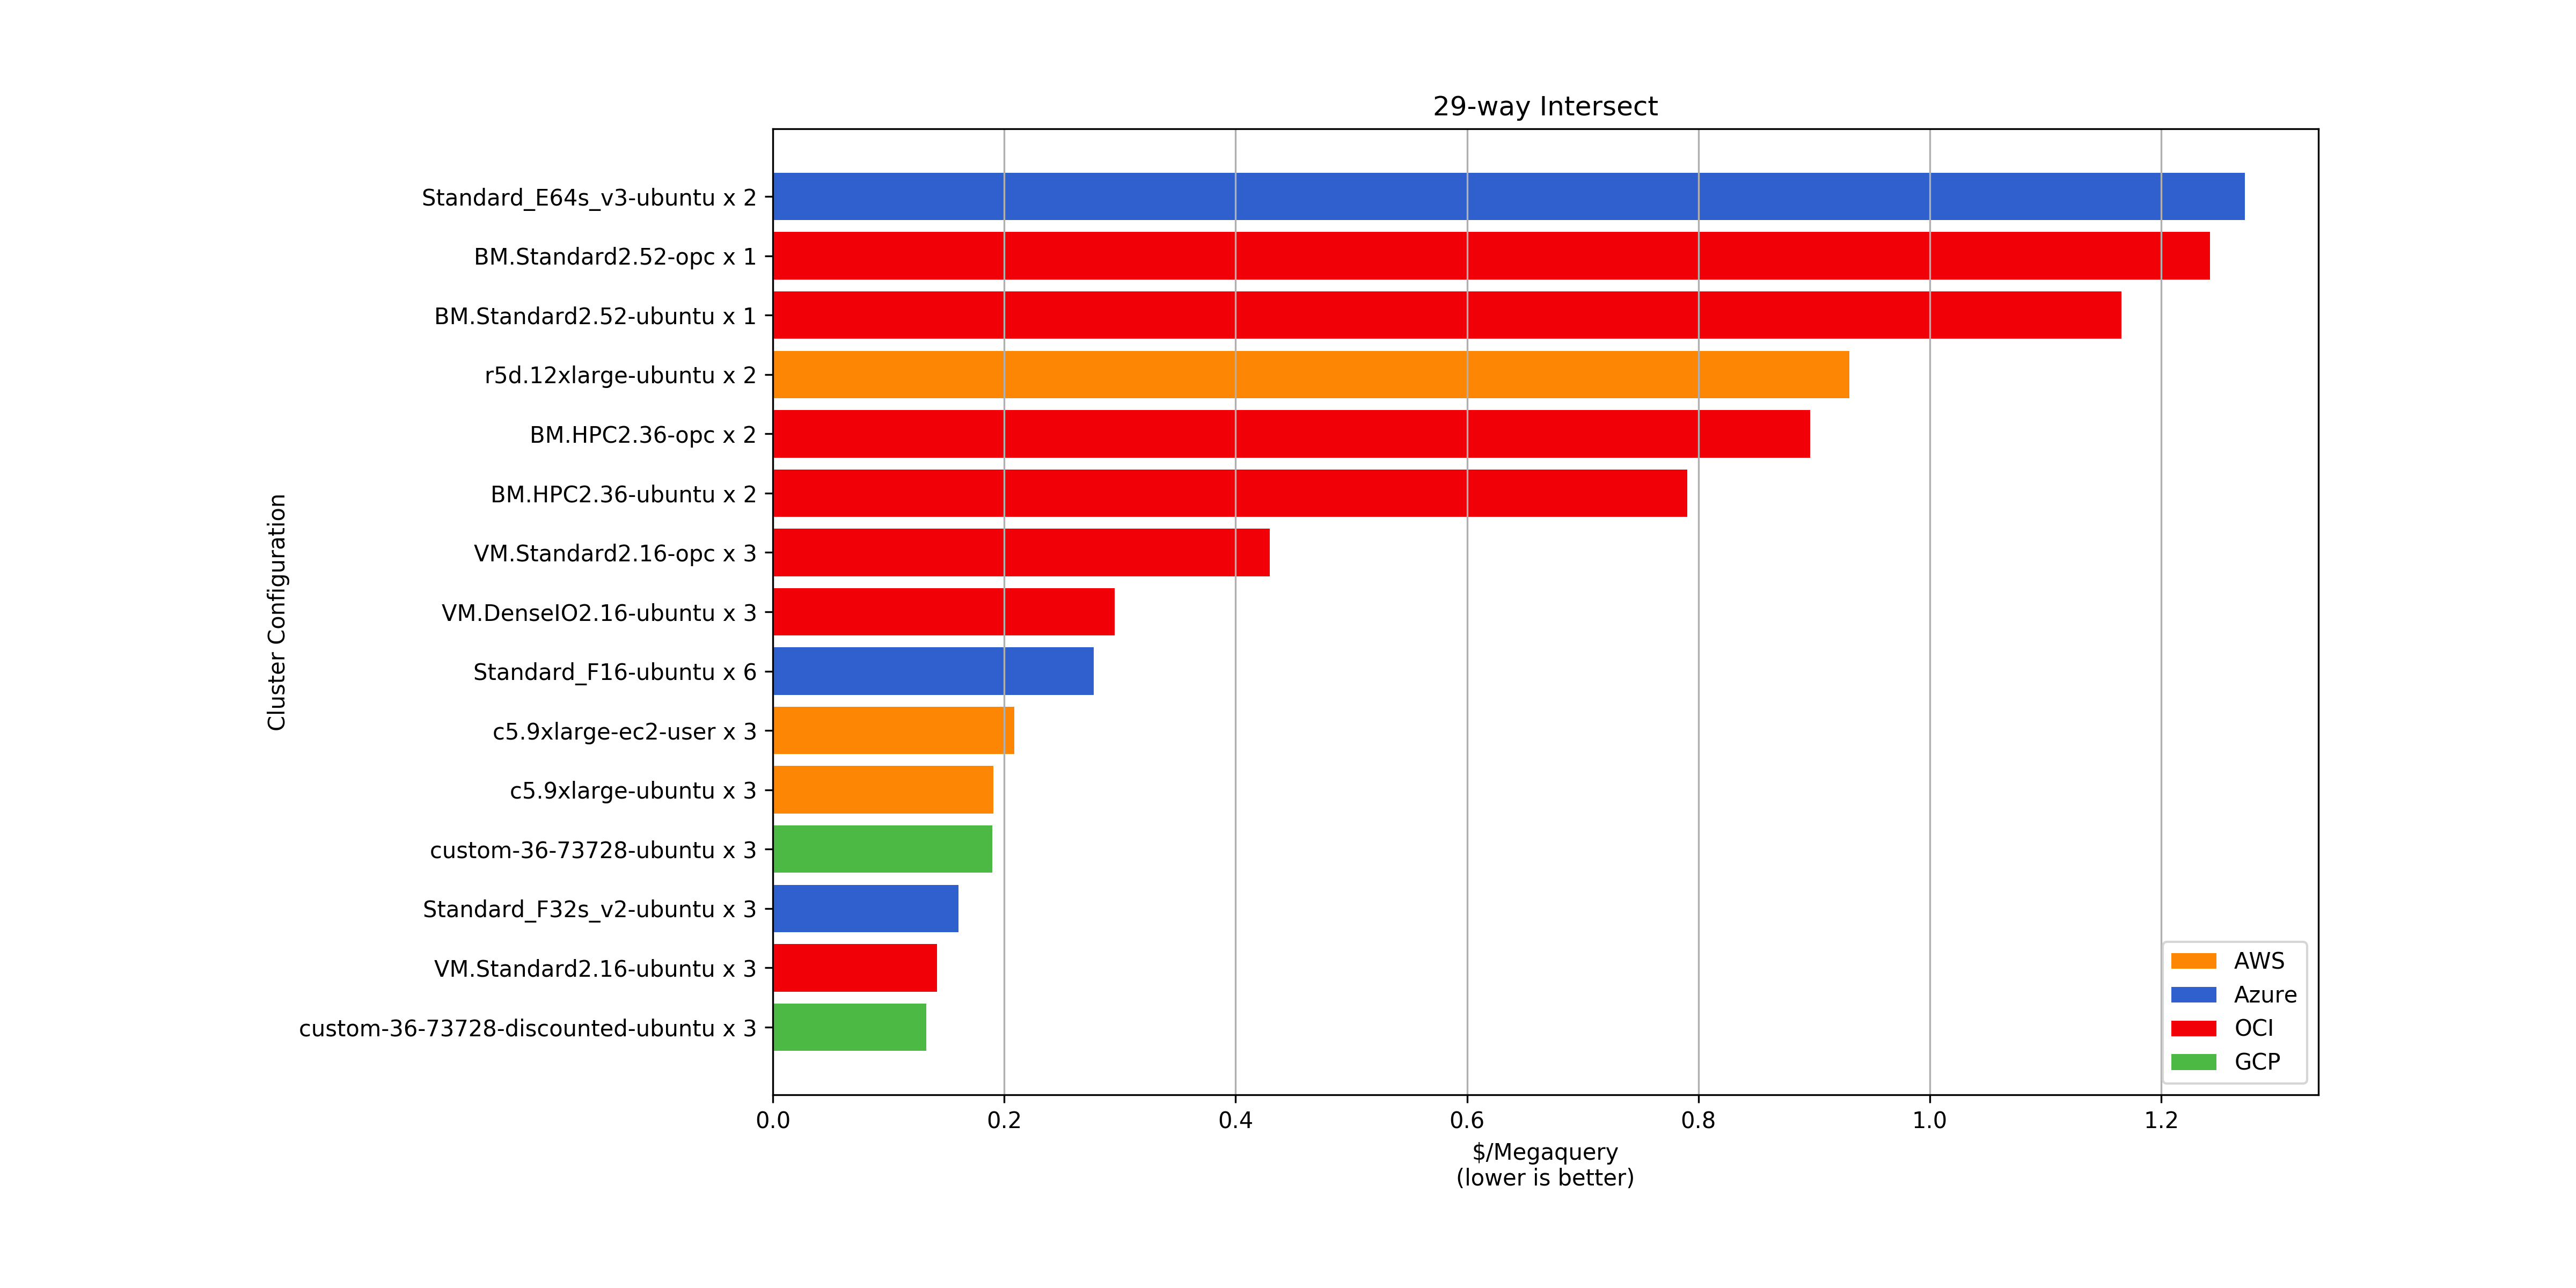 29-way Intersect
Cluster Configuration
Standard_E64s_v3-ubuntu x 2
BM.Standard2.52-opc x 1
BM.Standard2.52-ubuntu x 1
r5d.12xlarge-ubuntu x 2
BM.HPC2.36-opc x 2
BM.HPC2.36-ubuntu x 2
VM.Standard2.16-opc x 3
VM.DenseIO2.16-ubuntu x 3
Standard_F16-ubuntu x 6
c5.9xlarge-ec2-user x 3
c5.9xlarge-ubuntu x 3
custom-36-73728-ubuntu x 3
Standard_F32s_v2-ubuntu x 3
VM.Standard2.16-ubuntu x 3
custom-36-73728-discounted-ubuntu x 3
AWS
Azure
OCI
GCP
0.0 0.2 0.4 0.6 0.8 1.0 1.2
$/Megaquery
(lower is better)